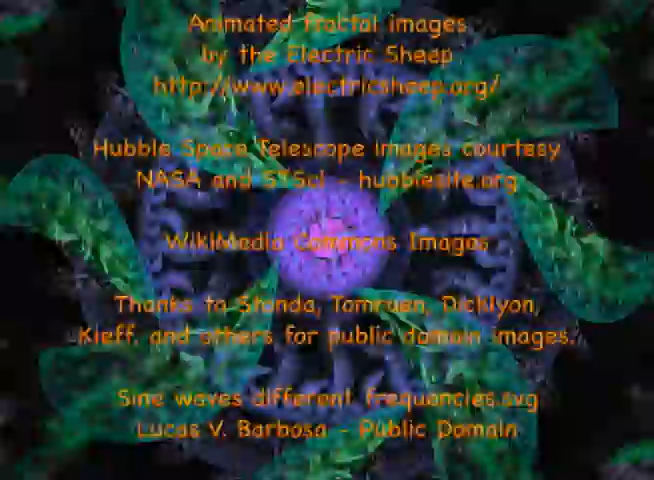 Animated fractal images
by the Electric Sheep
http://www.electricsheep.org/
Hubble Space Telescope images courtesy
NASA and STScI - hubblesite.org
WikiMedia Commons Images
Thanks to Standa, Tomruen, Dicklyon,
Kieff, and others for public domain images.
Sine waves different frequencies.svg
Lucas V. Barbosa - Public Domain